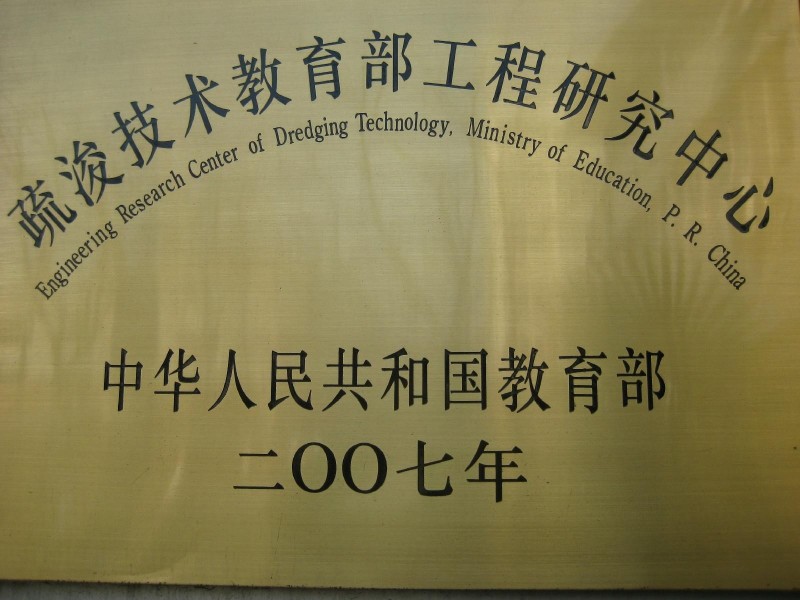 疏浚技术教育部工程研究中心
Engineering Research Center of Dredging Technology, Ministry of Education, P. R. China
中华人民共和国教育部
二OO七年